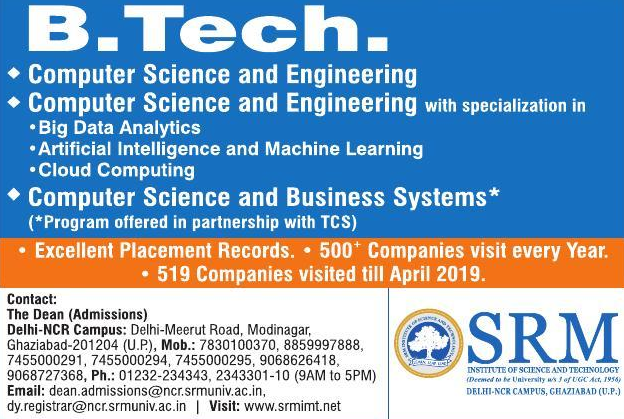 B.Tech.
◆ Computer Science and Engineering
◆ Computer Science and Engineering with specialization in
•Big Data Analytics
•Artificial Intelligence and Machine Learning
•Cloud Computing
◆ Computer Science and Business Systems*
(*Program offered in partnership with TCS)
• Excellent Placement Records. • 500+ Companies visit every Year.
• 519 Companies visited till April 2019.
Contact:
The Dean (Admissions)
Delhi-NCR Campus: Delhi-Meerut Road, Modinagar,
Ghaziabad-201204 (U.P.), Mob.: 7830100370, 8859997888,
7455000291, 7455000294, 7455000295, 9068626418,
9068727368, Ph.: 01232-234343, 2343301-10 (9AM to 5PM)
Email: dean.admissions@ncr.srmuniv.ac.in,
dy.registrar@ncr.srmuniv.ac.in | Visit: www.srmimt.net
SRM
INSTITUTE OF SCIENCE AND TECHNOLOGY
(Deemed to be University u/s 3 of UGC Act, 1956)
DELHI-NCR CAMPUS, GHAZIABAD (U.P.)